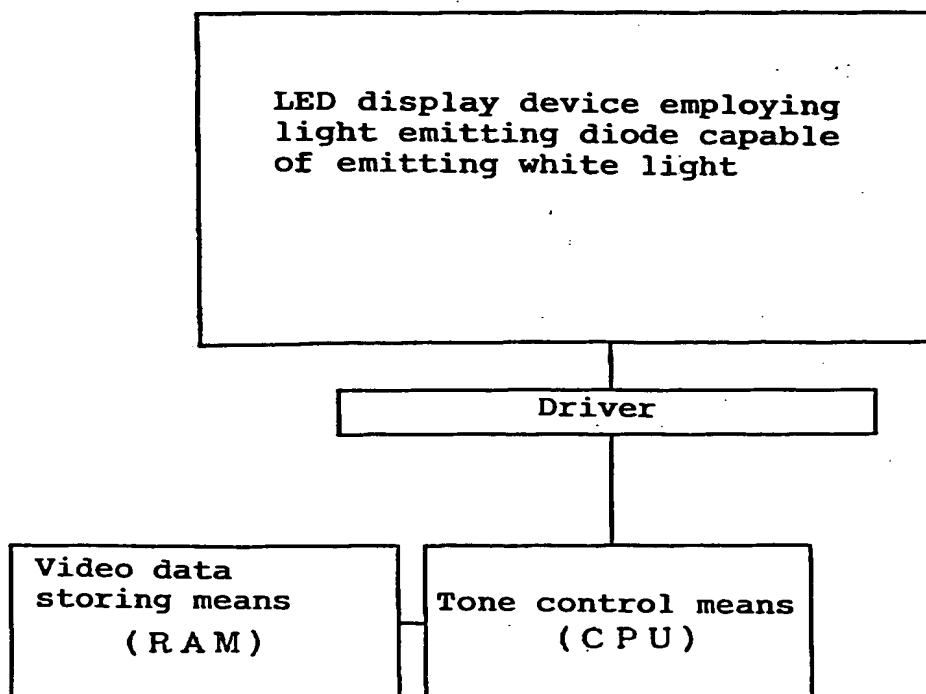 LED display device employing
light emitting diode capable
of emitting white light
Driver
Video data
storing means
(RAM)
Tone control means
(CPU)